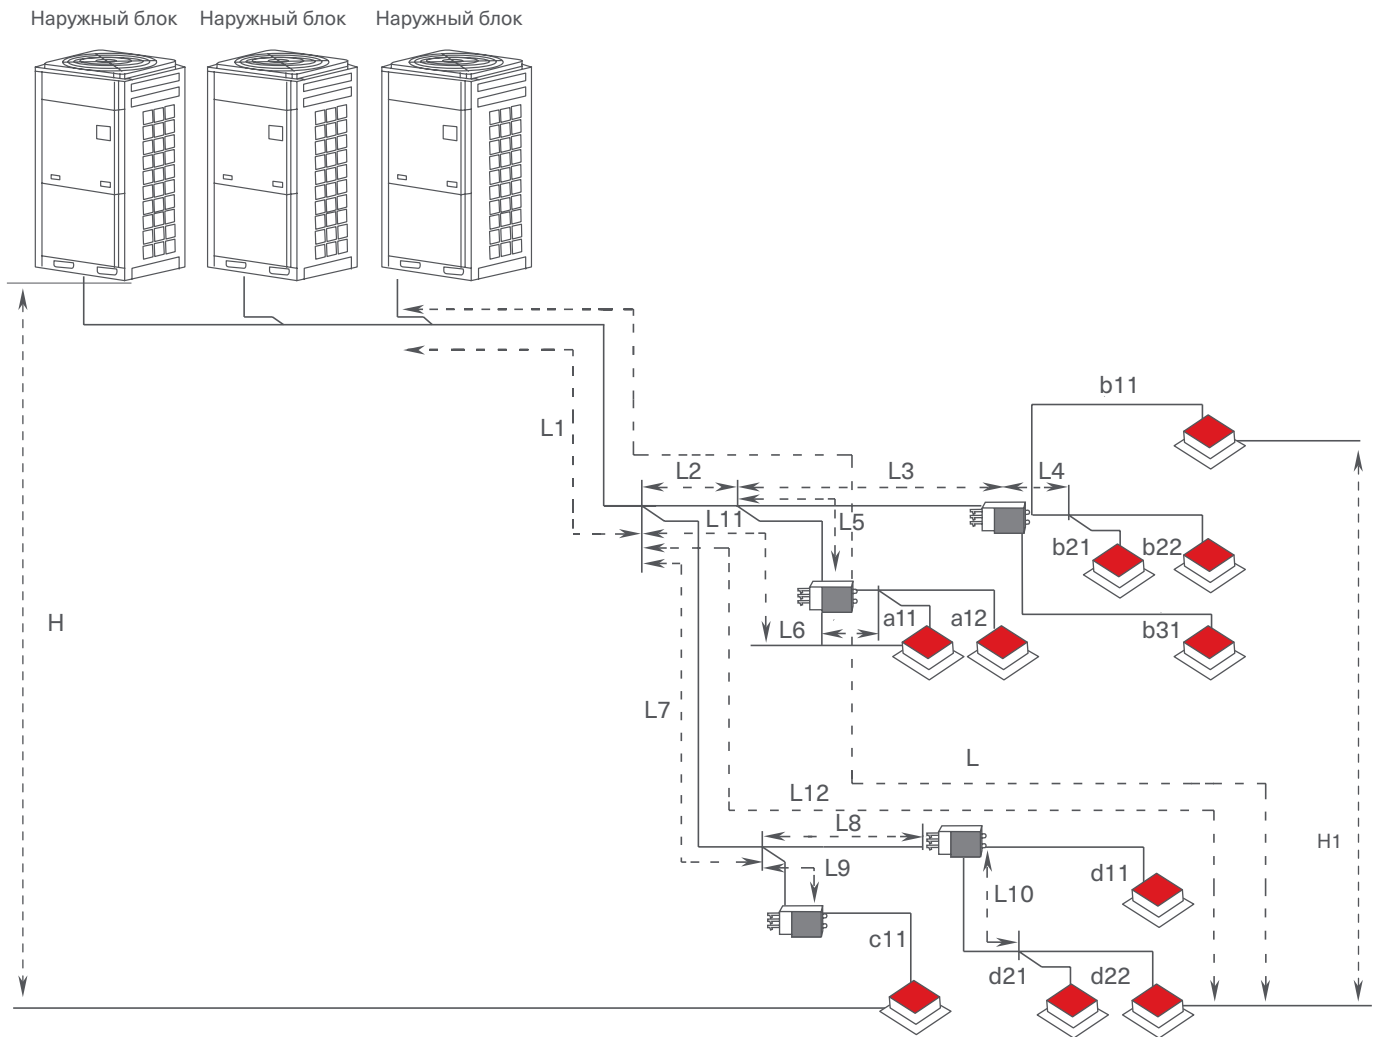 Наружный блок
Наружный блок
Наружный блок
b11
L1
L2
L3
L4
L11
L5
b21
b22
H
L6
a11
a12
b31
L7
L
L12
L8
H1
L9
d11
L10
c11
d21
d22